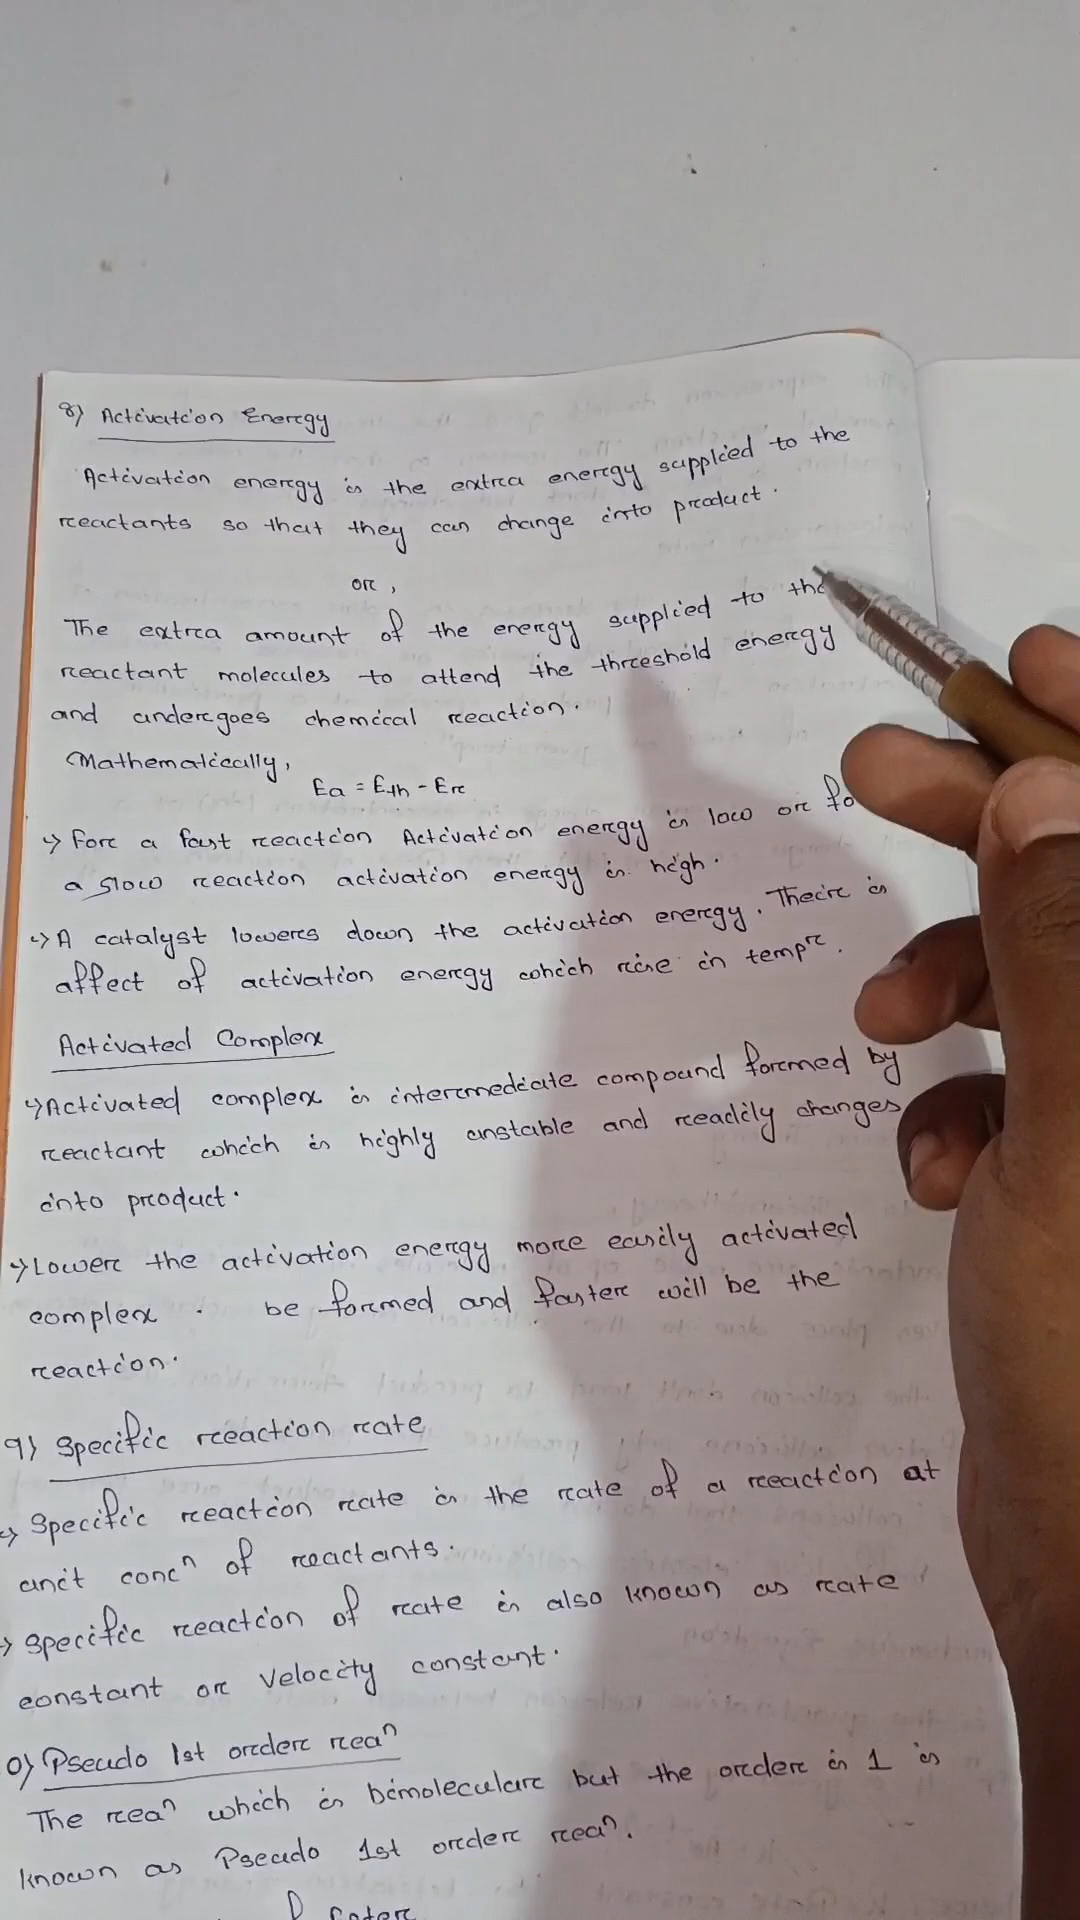 8) Activation Energy
Activation energy is the extra energy supplied to the
reactants so that they can change into product.
or,
The extra amount of the energy supplied to the
reactant molecules to attend the threshold energy
and undergoes chemical reaction.
Mathematically,
Ea = Eth - Er
↳ For a fast reaction Activation energy is low or fo
a slow reaction activation energy is high.
↳ A catalyst lowers down the activation energy. Their is
affect of activation energy which rise in tempr.
Activated Complex
↳ Activated complex is intermediate compound formed by
reactant which is highly unstable and readily changes
into product.
↳ Lower the activation energy more easily activated
complex . be formed and faster will be the
reaction.
9) Specific reaction rate
↳ Specific reaction rate is the rate of a reaction at
unit concn of reactants.
→ Specific reaction of rate is also known as rate
constant or Velocity constant.
0) Pseudo 1st order rean
The rean which is bimolecular but the order is 1 is
known as Pseudo 1st order rean.